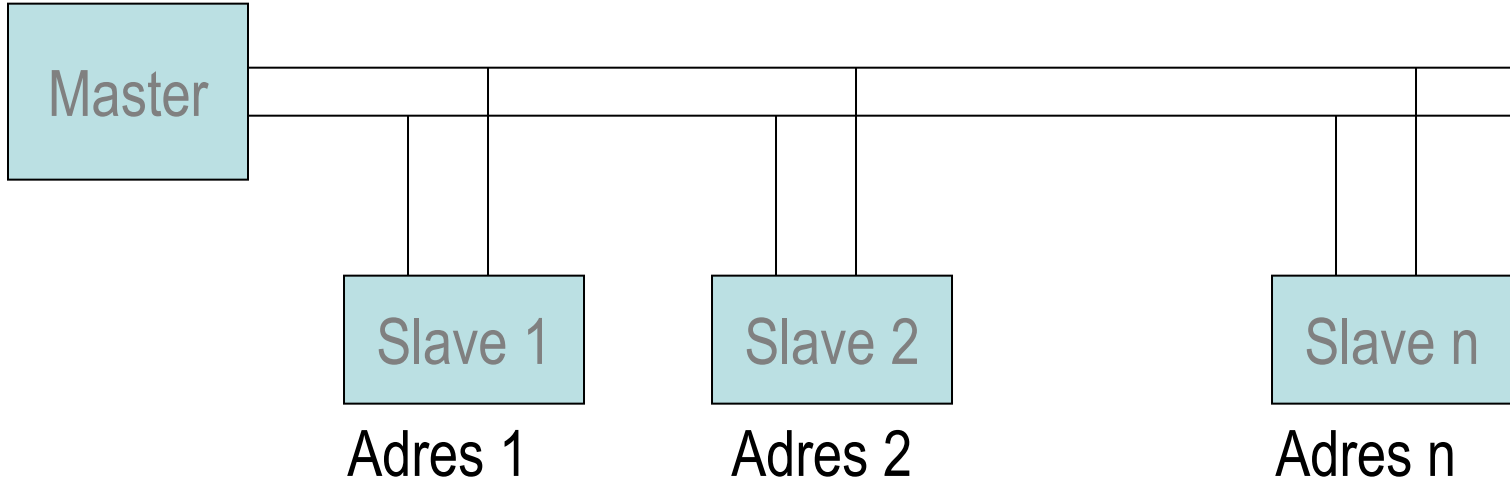 Master
Slave 1
Slave 2
Slave n
Adres 1
Adres 2
Adres n